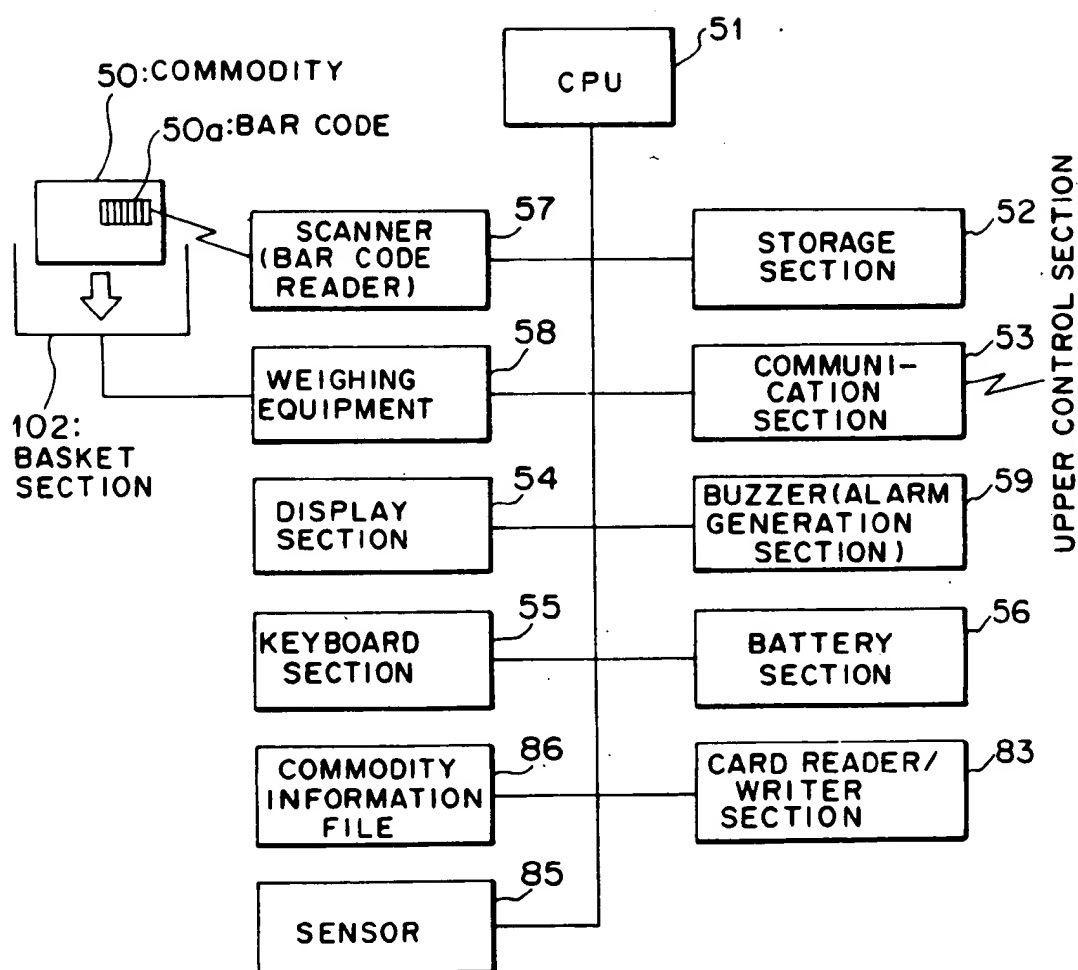 51
CPU
50:COMMODITY
50a:BAR CODE
57
SCANNER
(BAR CODE
READER)
52
STORAGE
SECTION
58
WEIGHING
EQUIPMENT
53
COMMUNI-
CATION
SECTION
UPPER CONTROL SECTION
102:
BASKET
SECTION
54
DISPLAY
SECTION
59
BUZZER(ALARM
GENERATION
SECTION)
55
KEYBOARD
SECTION
56
BATTERY
SECTION
86
COMMODITY
INFORMATION
FILE
83
CARD READER/
WRITER
SECTION
85
SENSOR